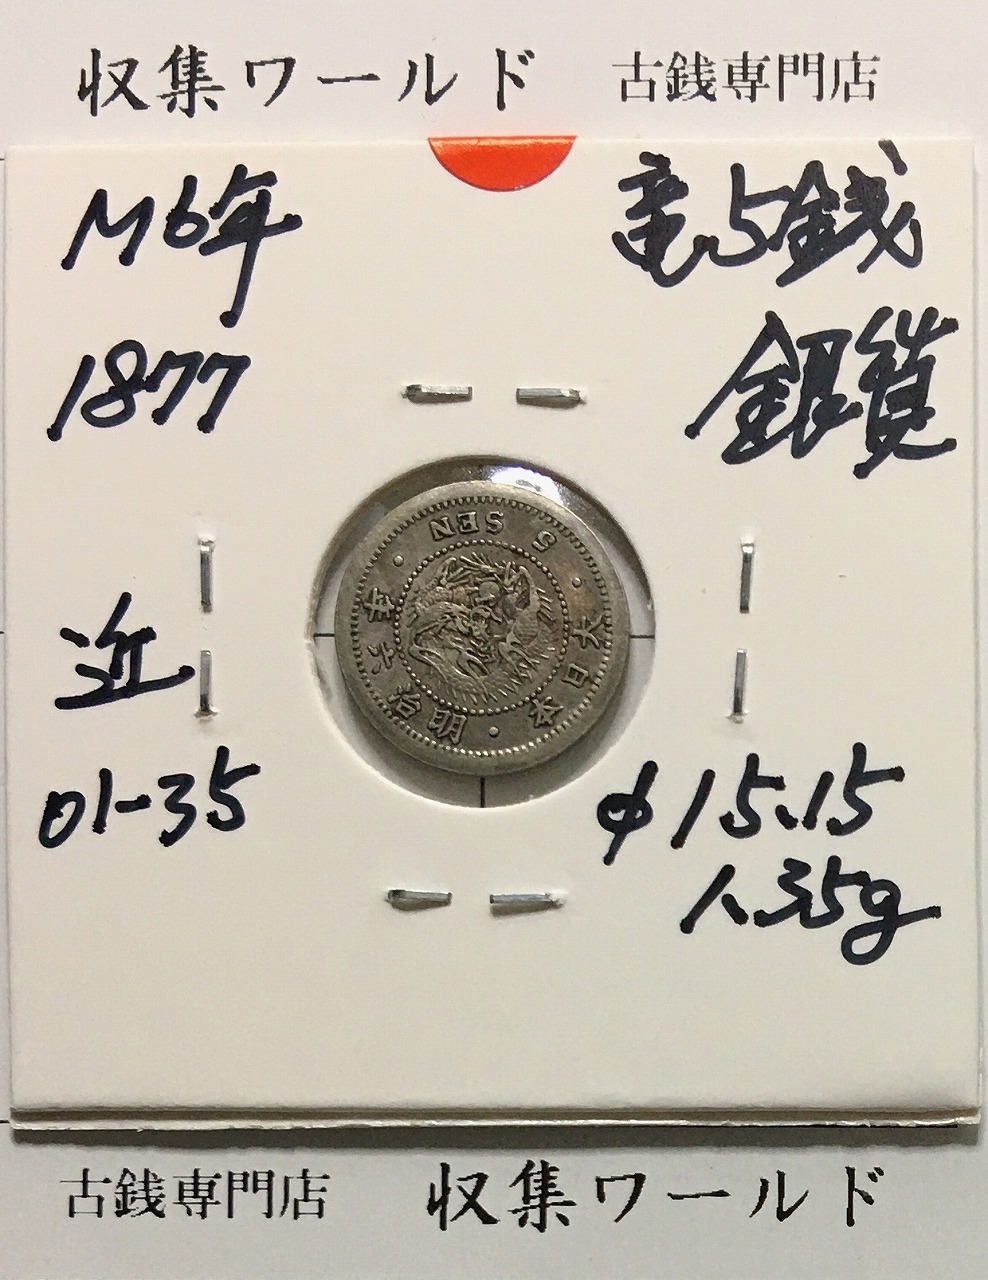 収集ワールド 古銭専門店
M6年
竜5銭
1877
銀貨
5 SEN
大日本・明治六年
近
01-35
φ15.15
1.35g
古銭専門店 収集ワールド